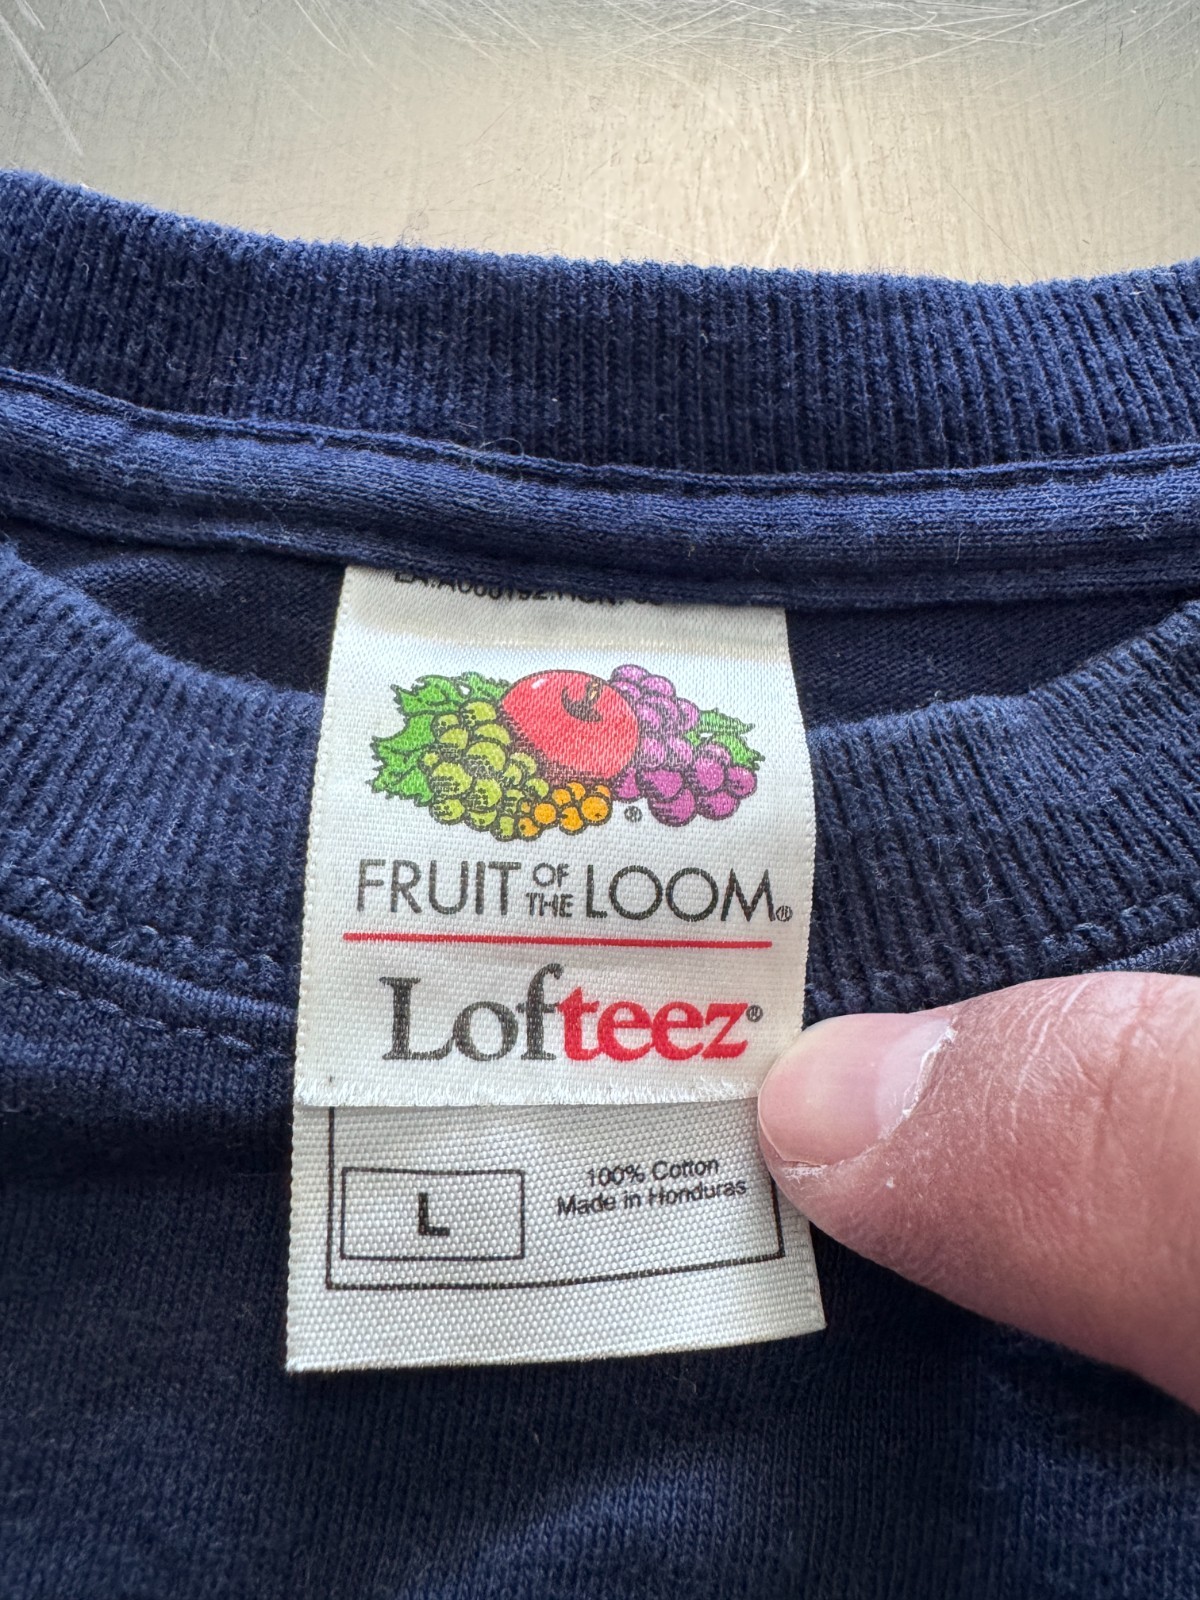 FRUIT OF THE LOOM®
Lofteez®
L
100% Cotton
Made in Honduras